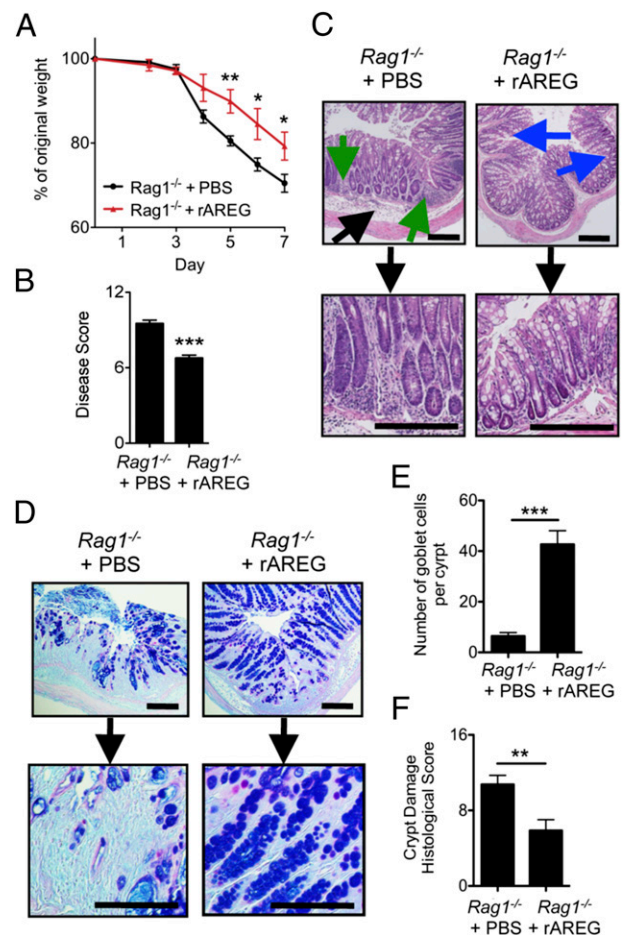 A
% of original weight
100
80
60
**
*
*
Rag1-/- + PBS
Rag1-/- + rAREG
1
3
5
7
Day
B
Disease Score
12
6
0
***
Rag1-/-
+ PBS
Rag1-/-
+ rAREG
C
Rag1-/-
+ PBS
Rag1-/-
+ rAREG
D
Rag1-/-
+ PBS
Rag1-/-
+ rAREG
E
Number of goblet cells
per cyrpt
60
40
20
0
***
Rag1-/-
+ PBS
Rag1-/-
+ rAREG
F
Crypt Damage
Histological Score
16
8
0
**
Rag1-/-
+ PBS
Rag1-/-
+ rAREG